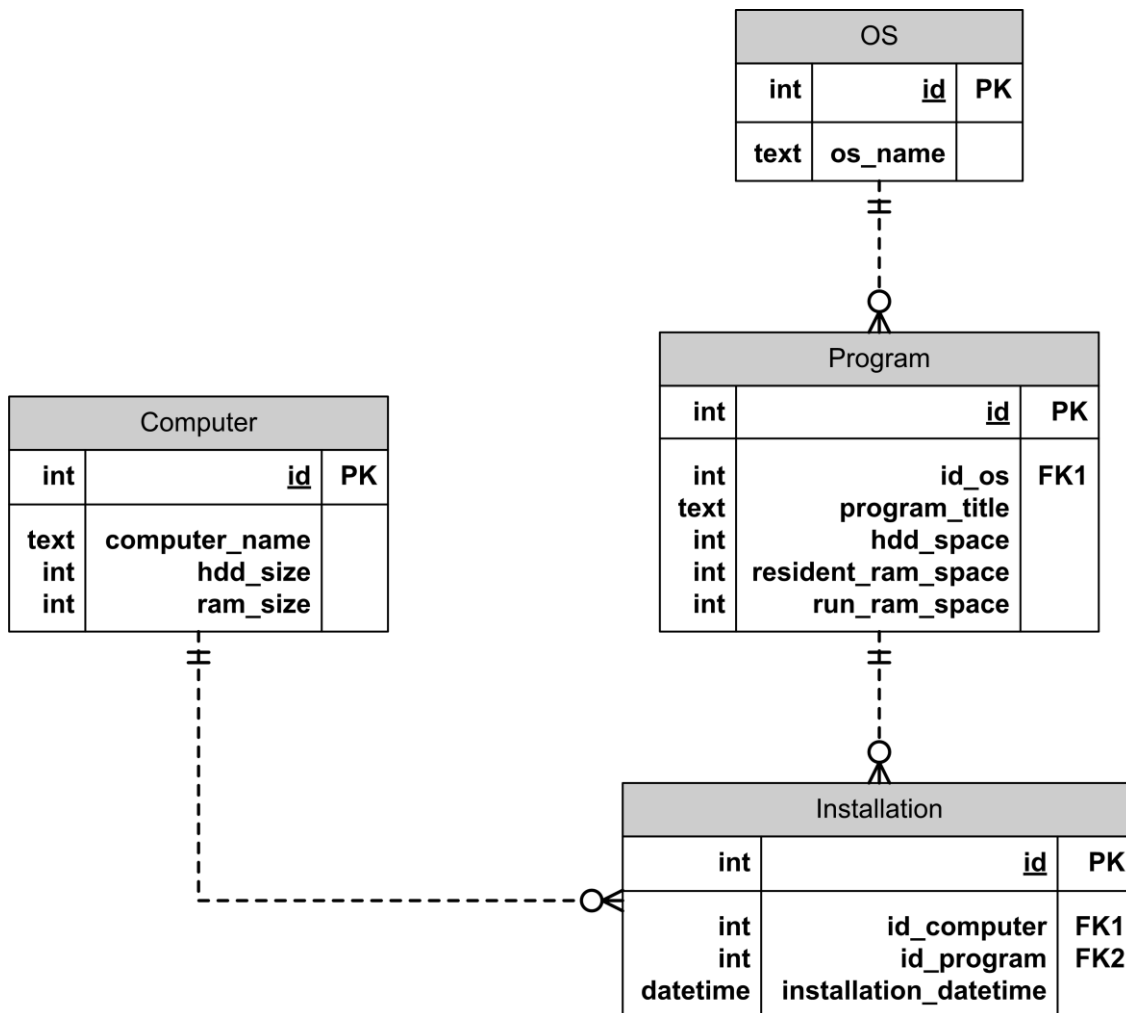 OS
int id PK
text os_name
Program
int id PK
int id_os FK1
text program_title
int hdd_space
int resident_ram_space
int run_ram_space
Computer
int id PK
text computer_name
int hdd_size
int ram_size
Installation
int id PK
int id_computer FK1
int id_program FK2
datetime installation_datetime